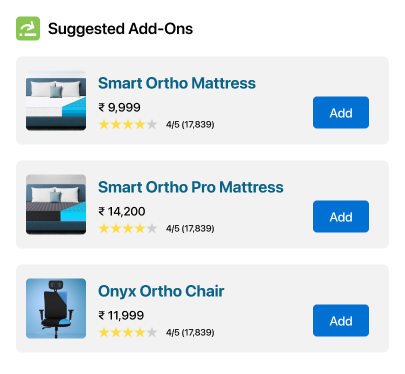 Suggested Add-Ons
Smart Ortho Mattress
₹ 9,999
4/5 (17,839)
Add
Smart Ortho Pro Mattress
₹ 14,200
4/5 (17,839)
Add
Onyx Ortho Chair
₹ 11,999
4/5 (17,839)
Add